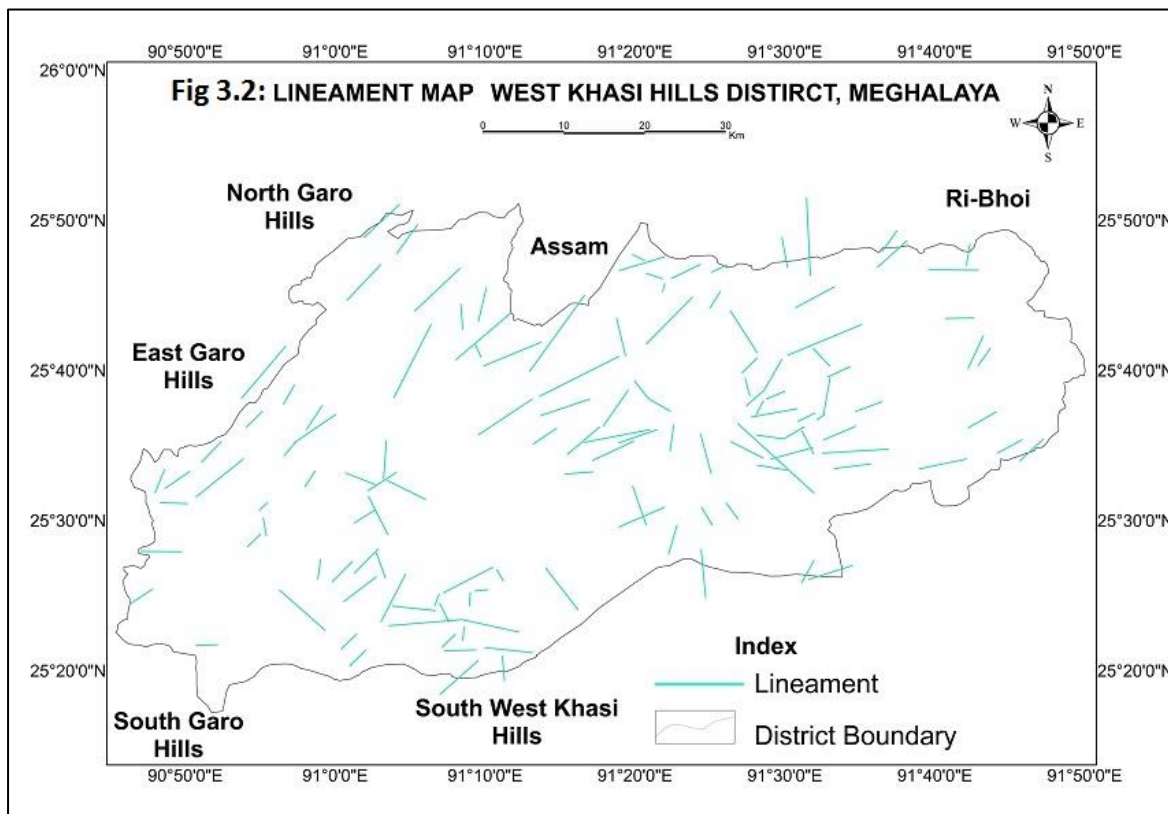 90°50'0"E 91°0'0"E 91°10'0"E 91°20'0"E 91°30'0"E 91°40'0"E 91°50'0"E
26°0'0"N
Fig 3.2: LINEAMENT MAP WEST KHASI HILLS DISTIRCT, MEGHALAYA
N
W E
S
0 10 20 30
Km
North Garo
Hills
Ri-Bhoi
25°50'0"N 25°50'0"N
Assam
East Garo
Hills
25°40'0"N 25°40'0"N
25°30'0"N 25°30'0"N
Index
25°20'0"N 25°20'0"N
Lineament
South Garo
Hills
South West Khasi
Hills
District Boundary
90°50'0"E 91°0'0"E 91°10'0"E 91°20'0"E 91°30'0"E 91°40'0"E 91°50'0"E